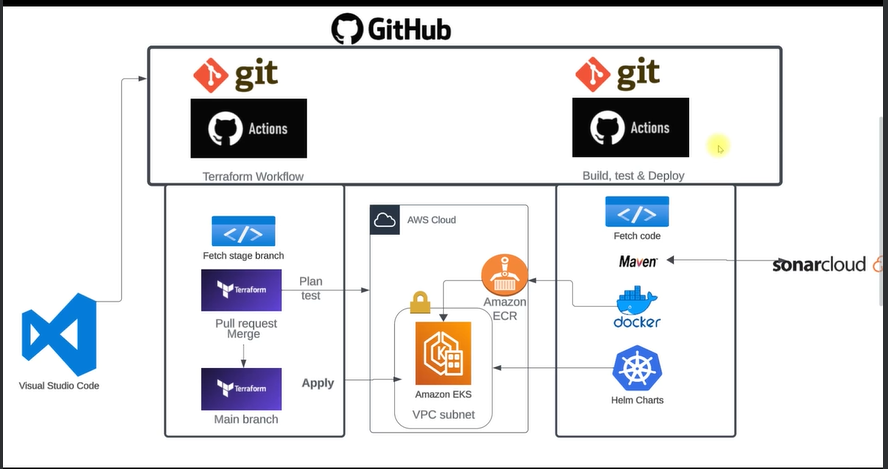 GitHub
git
Actions
Terraform Workflow
git
Actions
Build, test & Deploy
Fetch stage branch
Terraform
Plan
test
Pull request
Merge
Terraform
Apply
Main branch
Visual Studio Code
AWS Cloud
Amazon
ECR
K
Amazon EKS
VPC subnet
Fetch code
Maven
sonarcloud
docker
Helm Charts